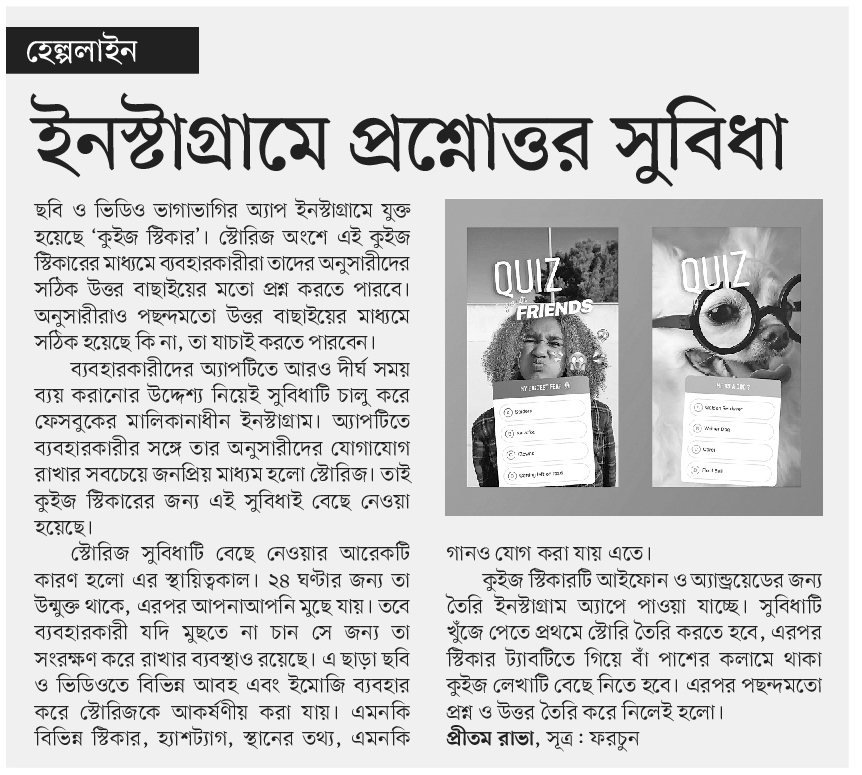 হেল্পলাইন
ইনস্টাগ্রামে প্রশ্নোত্তর সুবিধা
ছবি ও ভিডিও ভাগাভাগির অ্যাপ ইনস্টাগ্রামে যুক্ত
হয়েছে ‘কুইজ স্টিকার’। স্টোরিজ অংশে এই কুইজ
স্টিকারের মাধ্যমে ব্যবহারকারীরা তাদের অনুসারীদের
সঠিক উত্তর বাছাইয়ের মতো প্রশ্ন করতে পারবে।
অনুসারীরাও পছন্দমতো উত্তর বাছাইয়ের মাধ্যমে
সঠিক হয়েছে কি না, তা যাচাই করতে পারবেন।
ব্যবহারকারীদের অ্যাপটিতে আরও দীর্ঘ সময়
ব্যয় করানোর উদ্দেশ্য নিয়েই সুবিধাটি চালু করে
ফেসবুকের মালিকানাধীন ইনস্টাগ্রাম। অ্যাপটিতে
ব্যবহারকারীর সঙ্গে তার অনুসারীদের যোগাযোগ
রাখার সবচেয়ে জনপ্রিয় মাধ্যম হলো স্টোরিজ। তাই
কুইজ স্টিকারের জন্য এই সুবিধাই বেছে নেওয়া
হয়েছে।
স্টোরিজ সুবিধাটি বেছে নেওয়ার আরেকটি
কারণ হলো এর স্থায়িত্বকাল। ২৪ ঘণ্টার জন্য তা
উন্মুক্ত থাকে, এরপর আপনাআপনি মুছে যায়। তবে
ব্যবহারকারী যদি মুছতে না চান সে জন্য তা
সংরক্ষণ করে রাখার ব্যবস্থাও রয়েছে। এ ছাড়া ছবি
ও ভিডিওতে বিভিন্ন আবহ এবং ইমোজি ব্যবহার
করে স্টোরিজকে আকর্ষণীয় করা যায়। এমনকি
বিভিন্ন স্টিকার, হ্যাশট্যাগ, স্থানের তথ্য, এমনকি
QUIZ
FRIENDS
Spiders
Clowns
QUIZ
গানও যোগ করা যায় এতে।
কুইজ স্টিকারটি আইফোন ও অ্যান্ড্রয়েডের জন্য
তৈরি ইনস্টাগ্রাম অ্যাপে পাওয়া যাচ্ছে। সুবিধাটি
খুঁজে পেতে প্রথমে স্টোরি তৈরি করতে হবে, এরপর
স্টিকার ট্যাবটিতে গিয়ে বাঁ পাশের কলামে থাকা
কুইজ লেখাটি বেছে নিতে হবে। এরপর পছন্দমতো
প্রশ্ন ও উত্তর তৈরি করে নিলেই হলো।
প্রীতম রাভা, সূত্র : ফরচুন